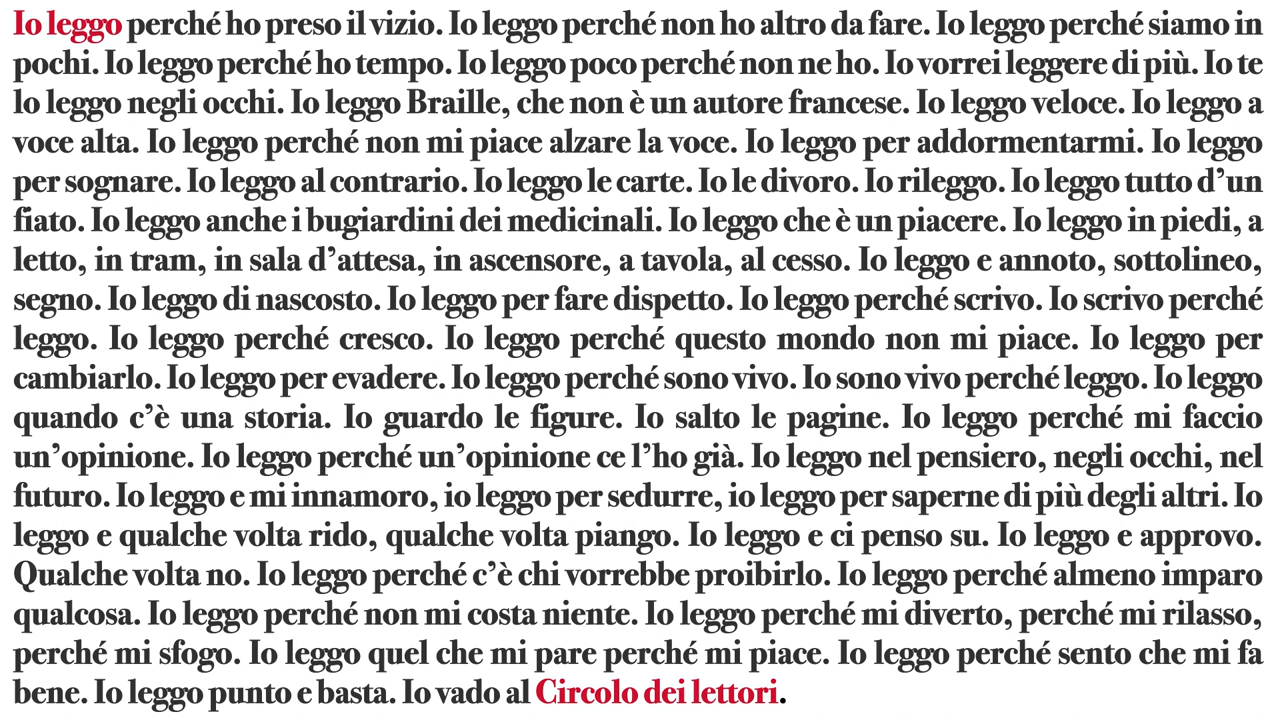 Io leggo perché ho preso il vizio. Io leggo perché non ho altro da fare. Io leggo perché siamo in
pochi. Io leggo perché ho tempo. Io leggo poco perché non ne ho. Io vorrei leggere di più. Io te
lo leggo negli occhi. Io leggo Braille, che non è un autore francese. Io leggo veloce. Io leggo a
voce alta. Io leggo perché non mi piace alzare la voce. Io leggo per addormentarmi. Io leggo
per sognare. Io leggo al contrario. Io leggo le carte. Io le divoro. Io rileggo. Io leggo tutto d’un
fiato. Io leggo anche i bugiardini dei medicinali. Io leggo che è un piacere. Io leggo in piedi, a
letto, in tram, in sala d’attesa, in ascensore, a tavola, al cesso. Io leggo e annoto, sottolineo,
segno. Io leggo di nascosto. Io leggo per fare dispetto. Io leggo perché scrivo. Io scrivo perché
leggo. Io leggo perché cresco. Io leggo perché questo mondo non mi piace. Io leggo per
cambiarlo. Io leggo per evadere. Io leggo perché sono vivo. Io sono vivo perché leggo. Io leggo
quando c’è una storia. Io guardo le figure. Io salto le pagine. Io leggo perché mi faccio
un’opinione. Io leggo perché un’opinione ce l’ho già. Io leggo nel pensiero, negli occhi, nel
futuro. Io leggo e mi innamoro, io leggo per sedurre, io leggo per saperne di più degli altri. Io
leggo e qualche volta rido, qualche volta piango. Io leggo e ci penso su. Io leggo e approvo.
Qualche volta no. Io leggo perché c’è chi vorrebbe proibirlo. Io leggo perché almeno imparo
qualcosa. Io leggo perché non mi costa niente. Io leggo perché mi diverto, perché mi rilasso,
perché mi sfogo. Io leggo quel che mi pare perché mi piace. Io leggo perché sento che mi fa
bene. Io leggo punto e basta. Io vado al Circolo dei lettori.